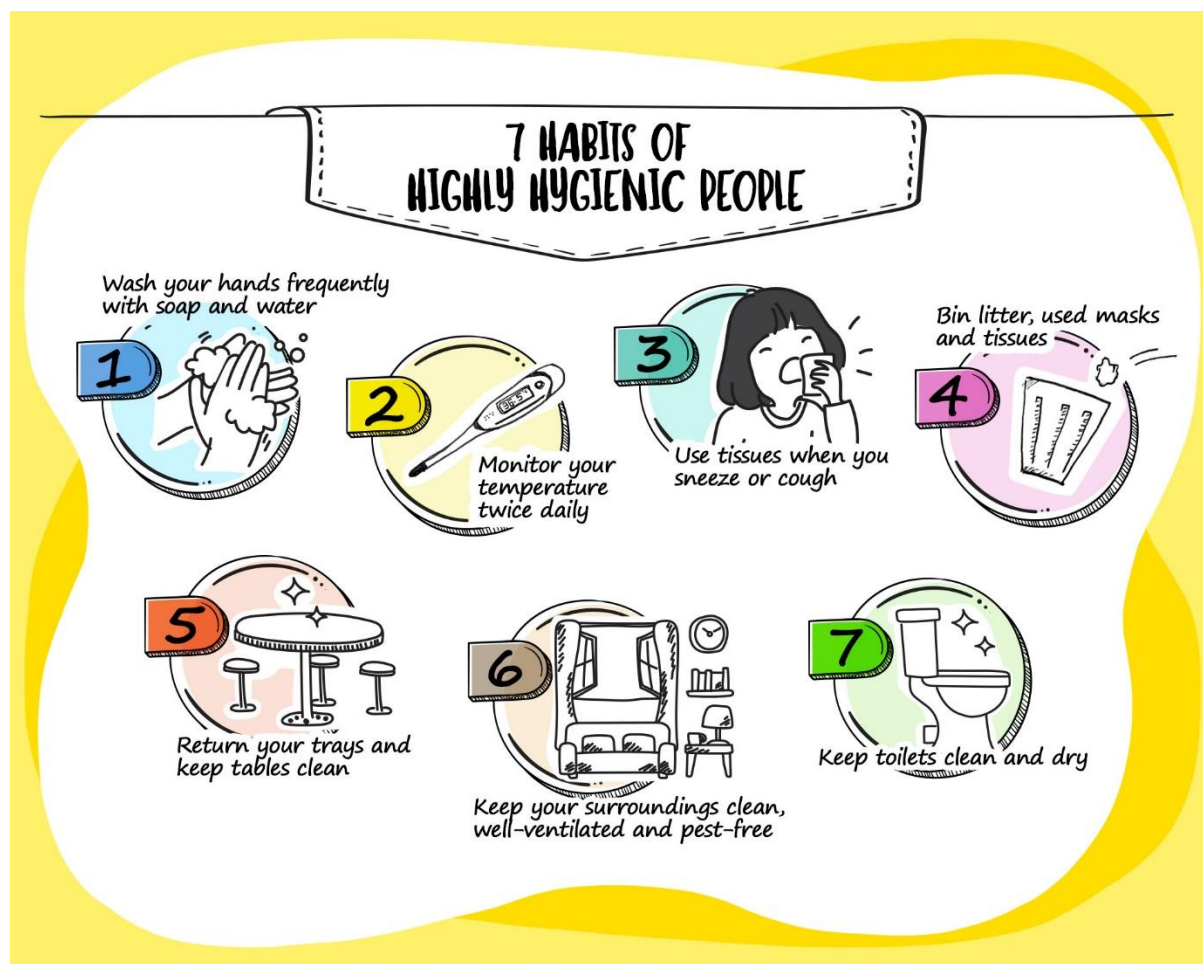 7 HABITS OF
HIGHLY HYGIENIC PEOPLE
Wash your hands frequently
with soap and water
1
2
36.5
Monitor your
temperature
twice daily
3
Use tissues when you
sneeze or cough
Bin litter, used masks
and tissues
4
5
Return your trays and
keep tables clean
6
Keep your surroundings clean,
well-ventilated and pest-free
7
Keep toilets clean and dry